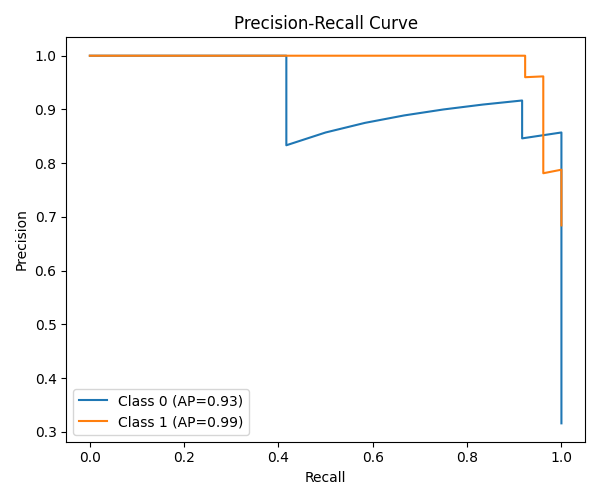 Precision-Recall Curve
1.0
0.9
0.8
0.7
0.6
0.5
0.4
0.3
Precision
Class 0 (AP=0.93)
Class 1 (AP=0.99)
0.0 0.2 0.4 0.6 0.8 1.0
Recall